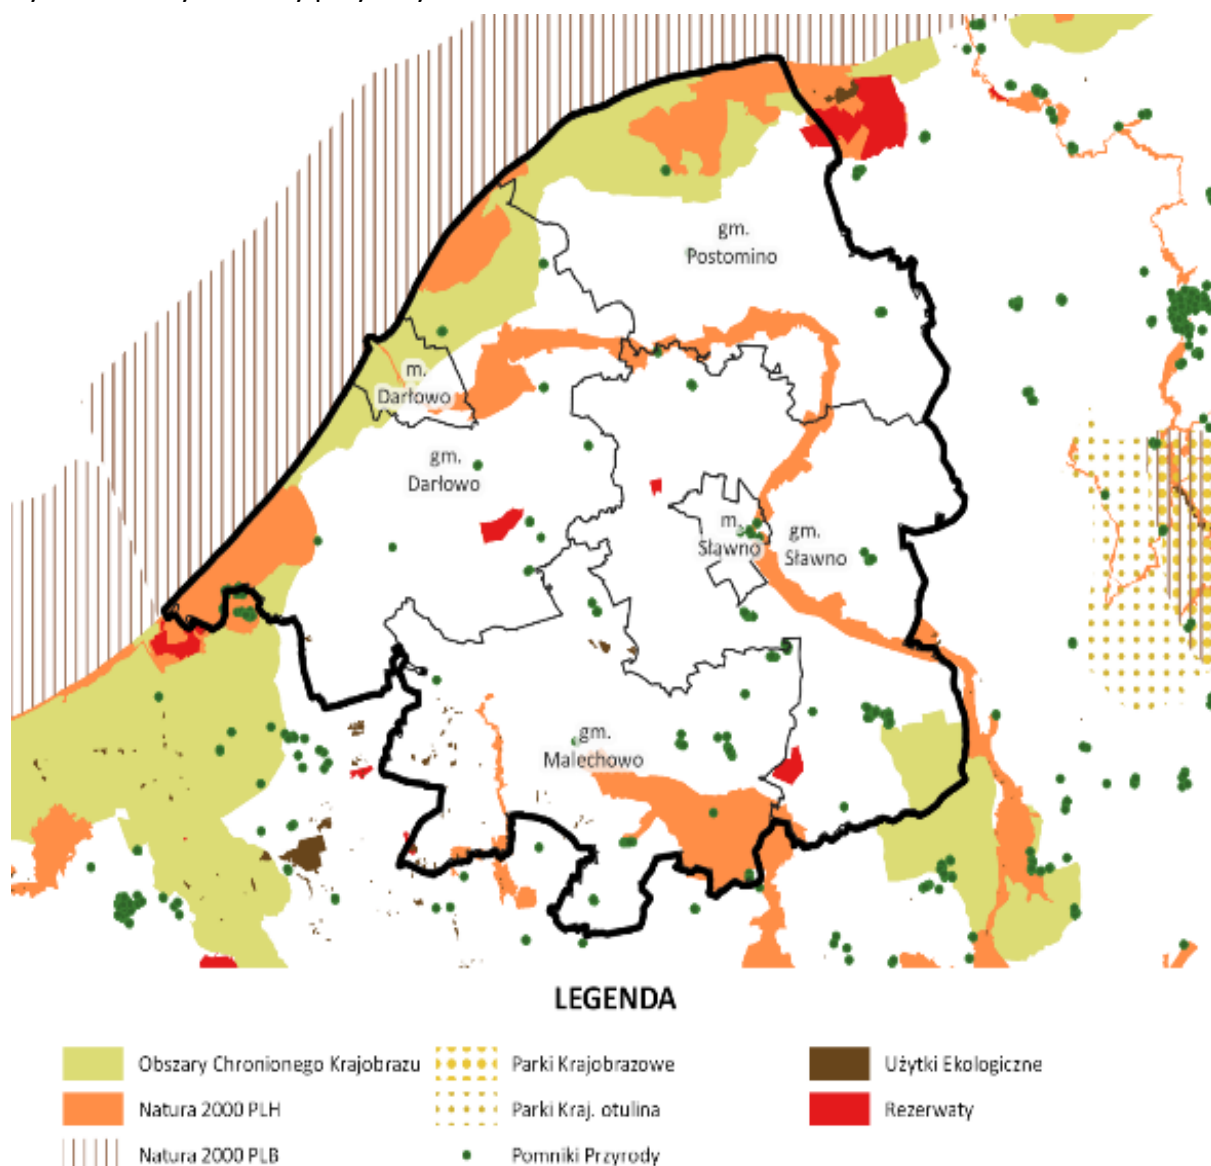 gm.
Postomino
m.
Darłowo
gm.
Darłowo
m.
Sławno
gm.
Sławno
gm.
Malechowo
LEGENDA
Obszary Chronionego Krajobrazu
Parki Krajobrazowe
Użytki Ekologiczne
Natura 2000 PLH
Parki Kraj. otulina
Rezerwaty
Natura 2000 PLB
Pomniki Przyrody